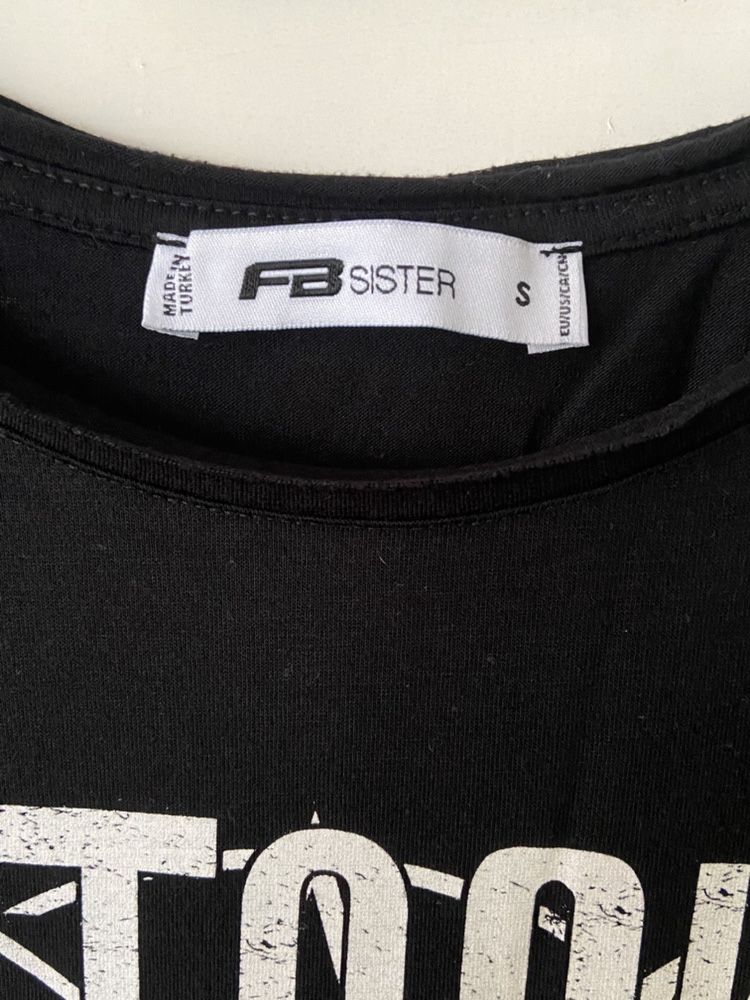 MADE IN
TURKEY
FB SISTER
S
EU/US/CA/CN